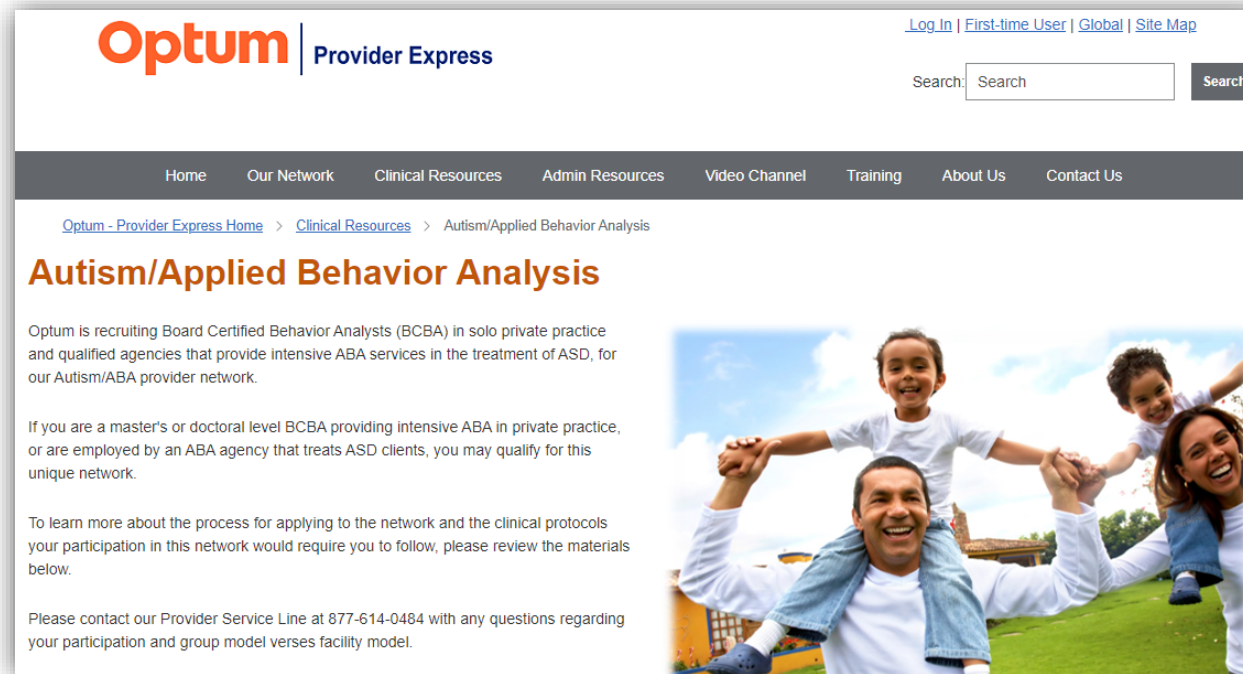 Optum | Provider Express
Log In | First-time User | Global | Site Map
Search: Search Search
Home Our Network Clinical Resources Admin Resources Video Channel Training About Us Contact Us
Optum - Provider Express Home > Clinical Resources > Autism/Applied Behavior Analysis
Autism/Applied Behavior Analysis
Optum is recruiting Board Certified Behavior Analysts (BCBA) in solo private practice
and qualified agencies that provide intensive ABA services in the treatment of ASD, for
our Autism/ABA provider network.
If you are a master's or doctoral level BCBA providing intensive ABA in private practice,
or are employed by an ABA agency that treats ASD clients, you may qualify for this
unique network.
To learn more about the process for applying to the network and the clinical protocols
your participation in this network would require you to follow, please review the materials
below.
Please contact our Provider Service Line at 877-614-0484 with any questions regarding
your participation and group model verses facility model.